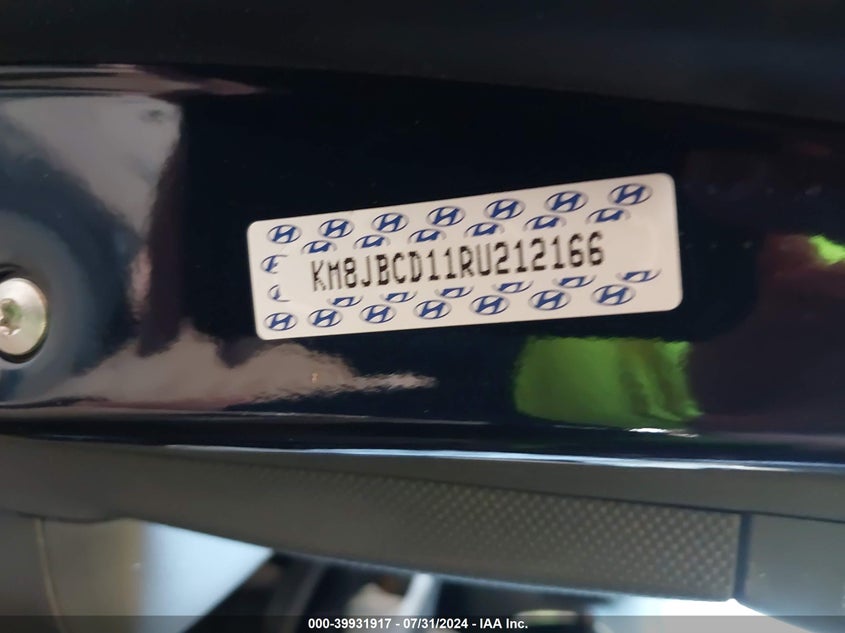 KM8JBCD11RU212166
000-39931917 - 07/31/2024 - IAA Inc.